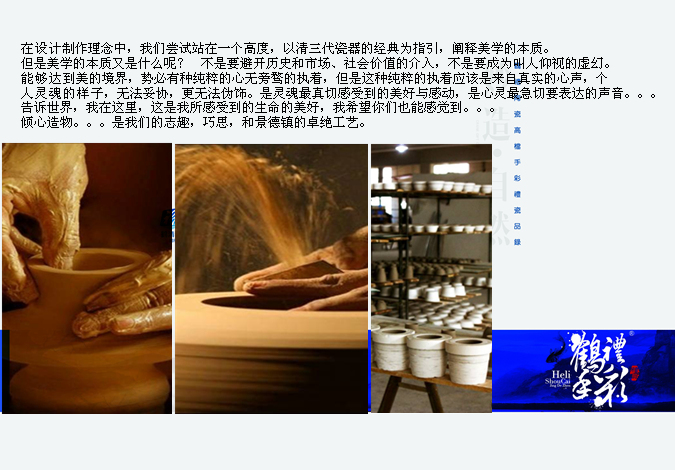 在设计制作理念中，我们尝试站在一个高度，以清三代瓷器的经典为指引，阐释美学的本质。
但是美学的本质又是什么呢？ 不是要避开历史和市场、社会价值的介入，不是要成为叫人仰视的虚幻。
能够达到美的境界，势必有种纯粹的心无旁骛的执着，但是这种纯粹的执着应该是来自真实的心声，个
人灵魂的样子，无法妥协，更无法伪饰。是灵魂最真切感受到的美好与感动，是心灵最急切要表达的声音。。。
告诉世界，我在这里，这是我所感受到的生命的美好，我希望你们也能感觉到。。。
倾心造物。。。是我们的志趣，巧思，和景德镇的卓绝工艺。
造·自然
瓷高檔手彩禮瓷品錄
鶴禮手彩
®
Heli
ShouCai